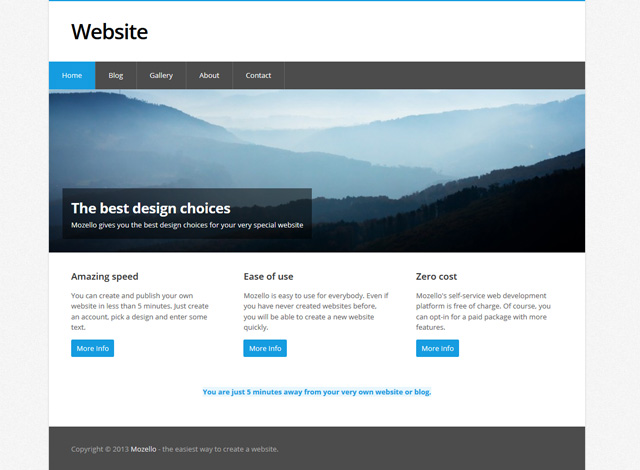 Website
Home
Blog
Gallery
About
Contact
The best design choices
Mozello gives you the best design choices for your very special website
Amazing speed
You can create and publish your own
website in less than 5 minutes. Just create
an account, pick a design and enter some
text.
More Info
Ease of use
Mozello is easy to use for everybody. Even if
you have never created websites before,
you will be able to create a new website
quickly.
More Info
Zero cost
Mozello's self-service web development
platform is free of charge. Of course, you
can opt-in for a paid package with more
features.
More Info
You are just 5 minutes away from your very own website or blog.
Copyright © 2013 Mozello - the easiest way to create a website.